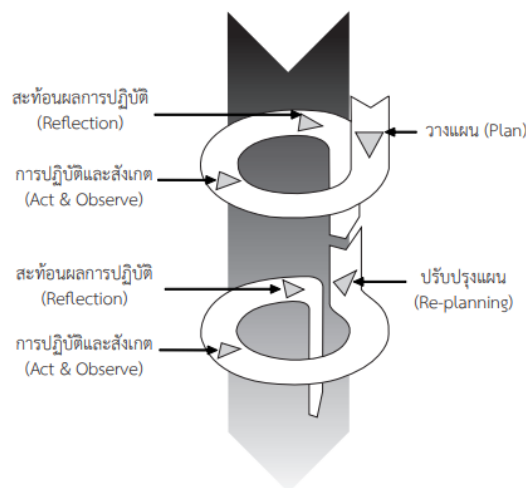 สะท้อนผลการปฏิบัติ
(Reflection)
วางแผน (Plan)
การปฏิบัติและสังเกต
(Act & Observe)
สะท้อนผลการปฏิบัติ
(Reflection)
ปรับปรุงแผน
(Re-planning)
การปฏิบัติและสังเกต
(Act & Observe)